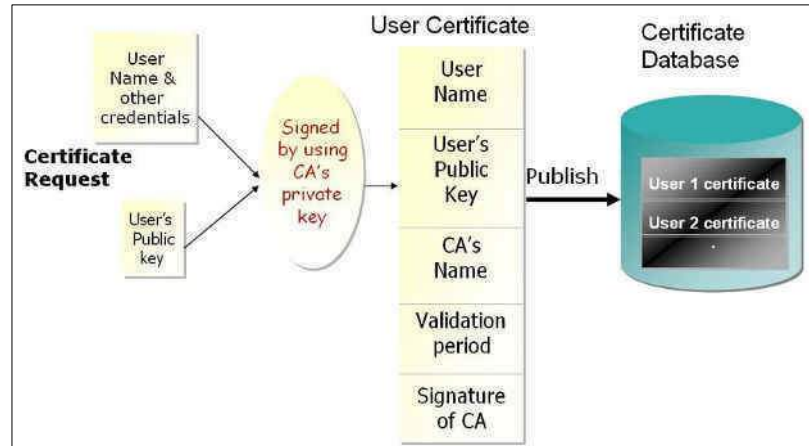 User
Name &
other
credentials
Certificate
Request
User's
Public
key
Signed
by using
CA's
private
key
User Certificate
User
Name
User's
Public
Key
CA's
Name
Validation
period
Signature
of CA
Publish
Certificate
Database
User 1 certificate
User 2 certificate
.